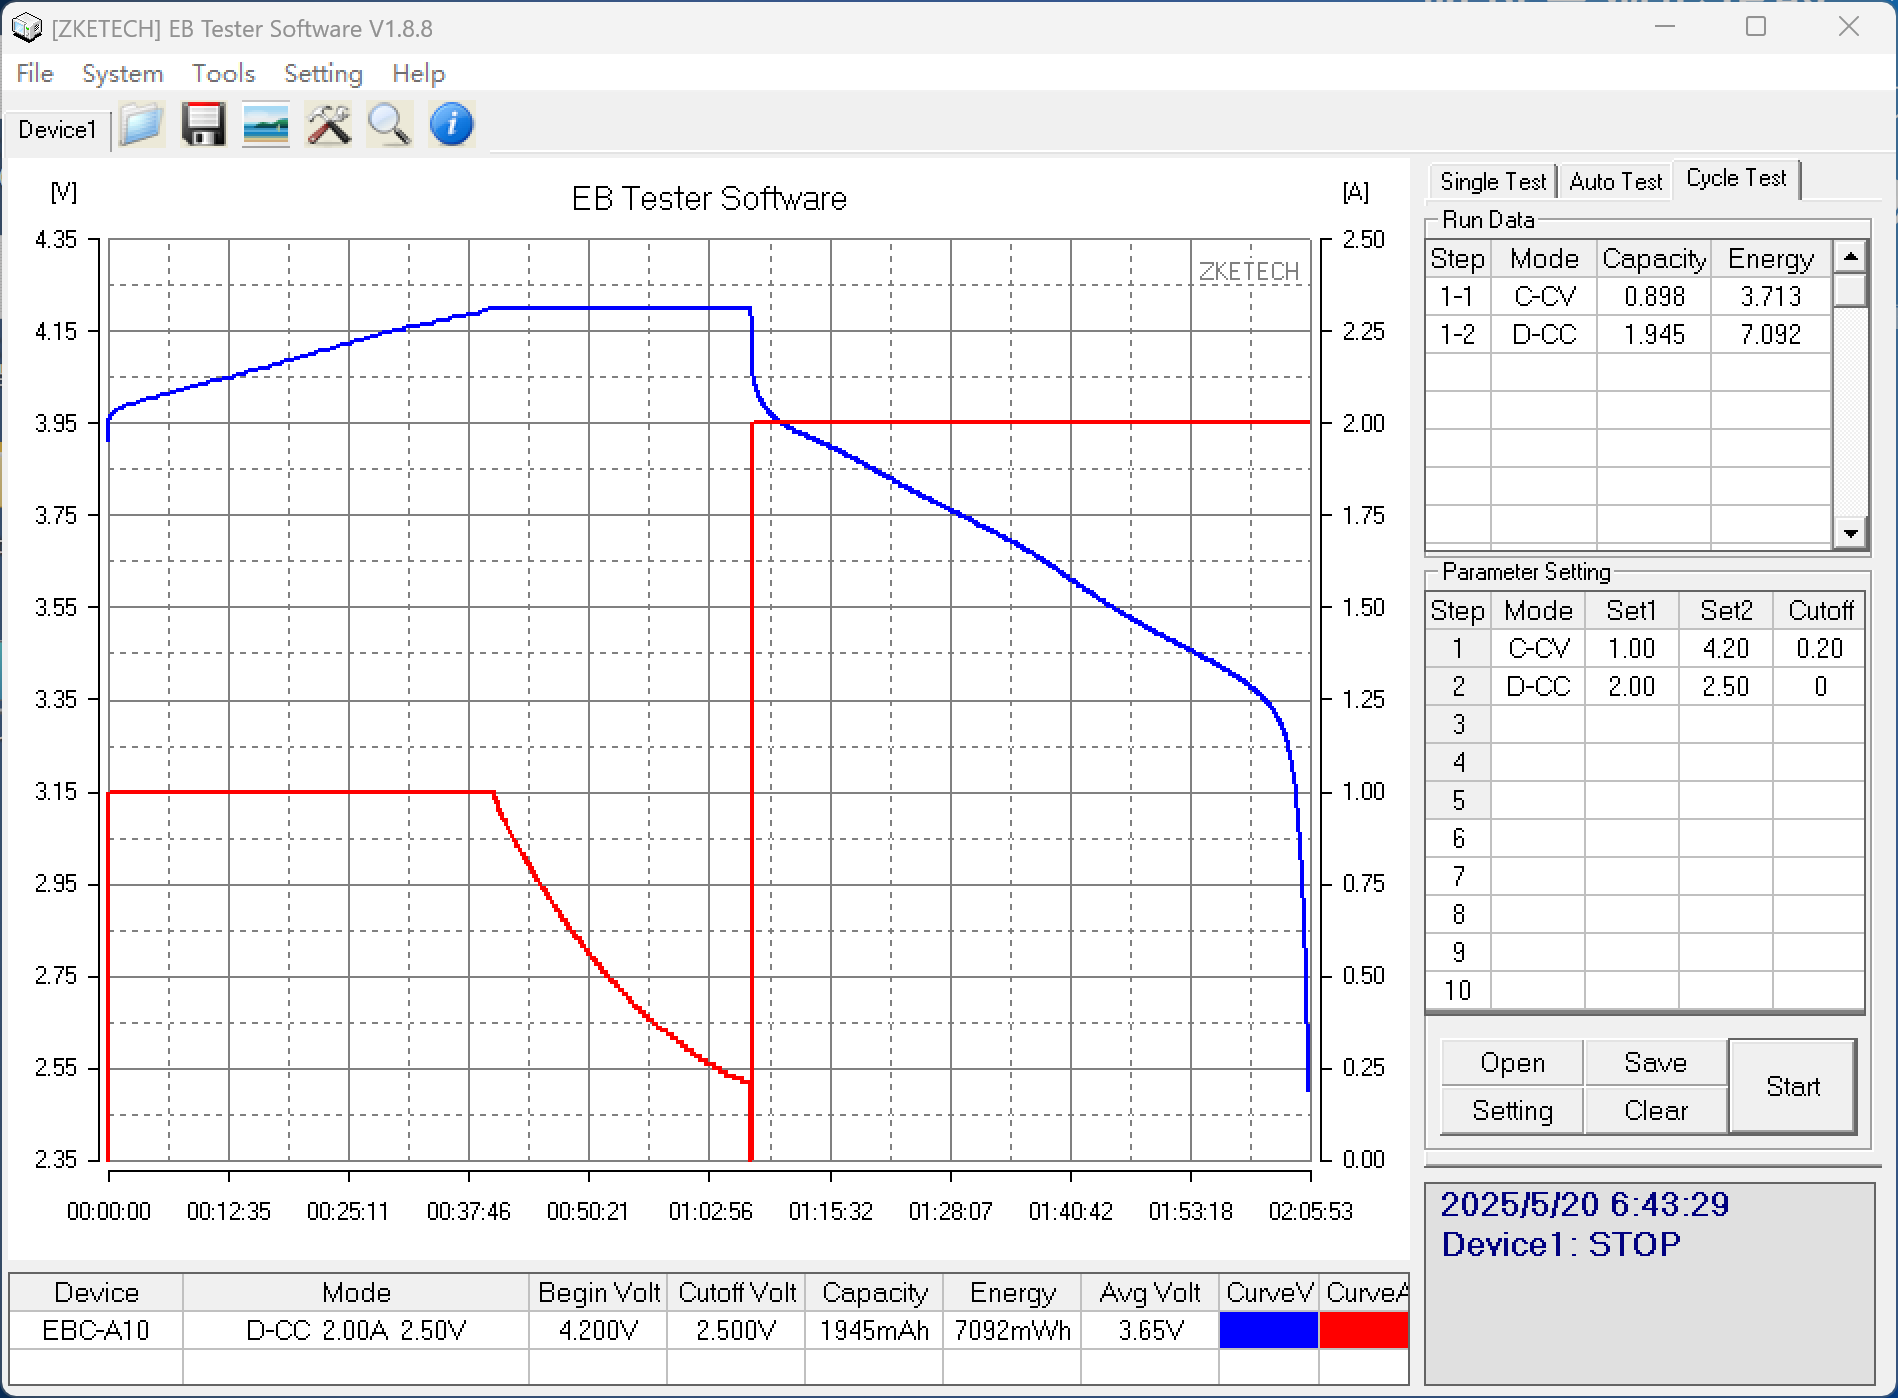 [ZKETECH] EB Tester Software V1.8.8
File System Tools Setting Help
Device1
EB Tester Software
[V]
[A]
ZKETECH
4.35
4.15
3.95
3.75
3.55
3.35
3.15
2.95
2.75
2.55
2.35
2.50
2.25
2.00
1.75
1.50
1.25
1.00
0.75
0.50
0.25
0.00
00:00:00 00:12:35 00:25:11 00:37:46 00:50:21 01:02:56 01:15:32 01:28:07 01:40:42 01:53:18 02:05:53
Device Mode Begin Volt Cutoff Volt Capacity Energy Avg Volt CurveV CurveA
EBC-A10 D-CC 2.00A 2.50V 4.200V 2.500V 1945mAh 7092mWh 3.65V
Single Test Auto Test Cycle Test
Run Data
Step Mode Capacity Energy
1-1 C-CV 0.898 3.713
1-2 D-CC 1.945 7.092
Parameter Setting
Step Mode Set1 Set2 Cutoff
1 C-CV 1.00 4.20 0.20
2 D-CC 2.00 2.50 0
3
4
5
6
7
8
9
10
Open Save
Setting Clear
Start
2025/5/20 6:43:29
Device1: STOP